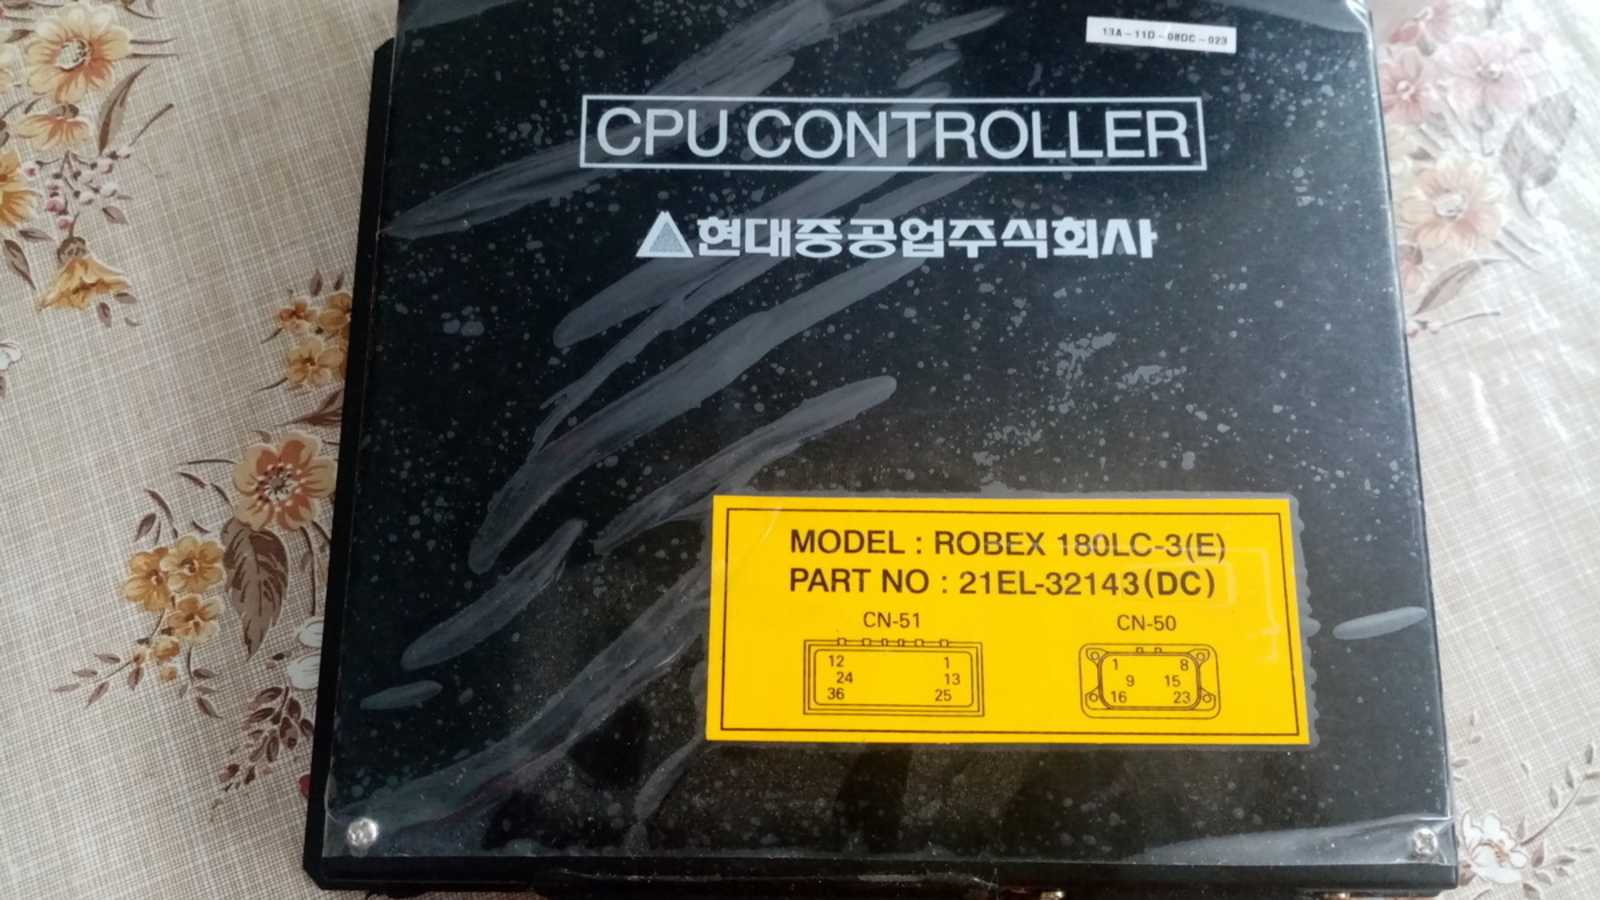 13A-11D-08DC-023
CPU CONTROLLER
현대중공업주식회사
MODEL : ROBEX 180LC-3(E)
PART NO : 21EL-32143(DC)
CN-51 CN-50
12 1 1 8
24 13 9 15
36 25 16 23